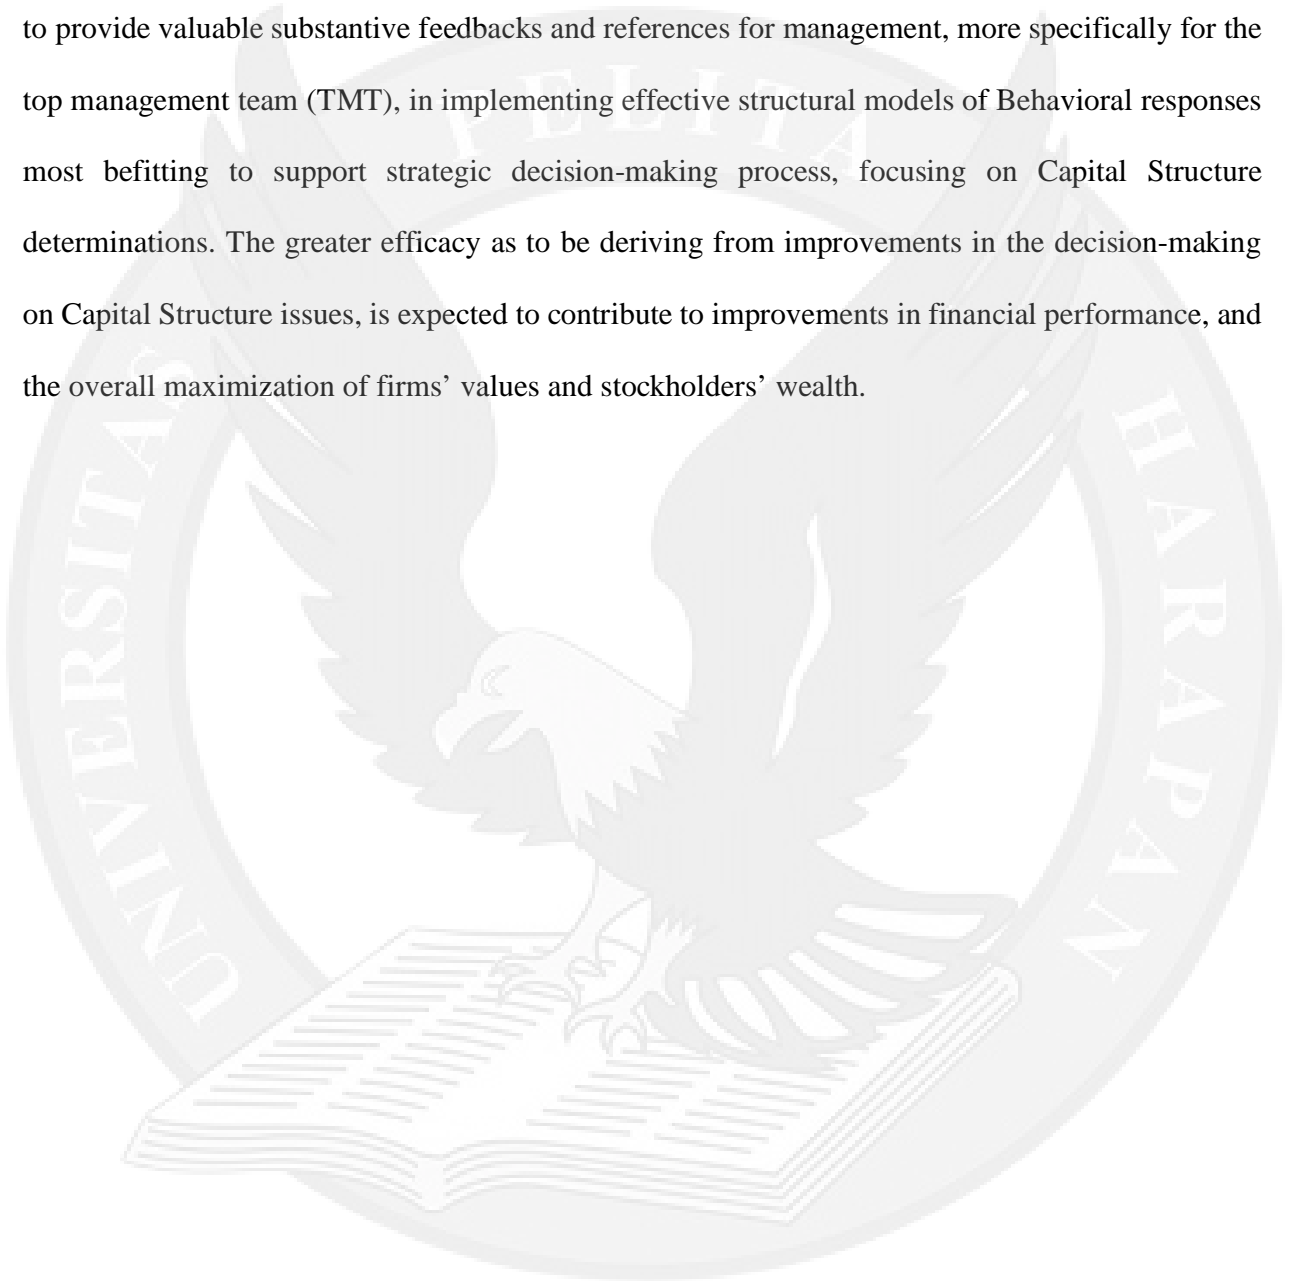 to provide valuable substantive feedbacks and references for management, more specifically for the
top management team (TMT), in implementing effective structural models of Behavioral responses
most befitting to support strategic decision-making process, focusing on Capital Structure
determinations. The greater efficacy as to be deriving from improvements in the decision-making
on Capital Structure issues, is expected to contribute to improvements in financial performance, and
the overall maximization of firms’ values and stockholders’ wealth.
UNIVERSITAS PELITA HARAPAN